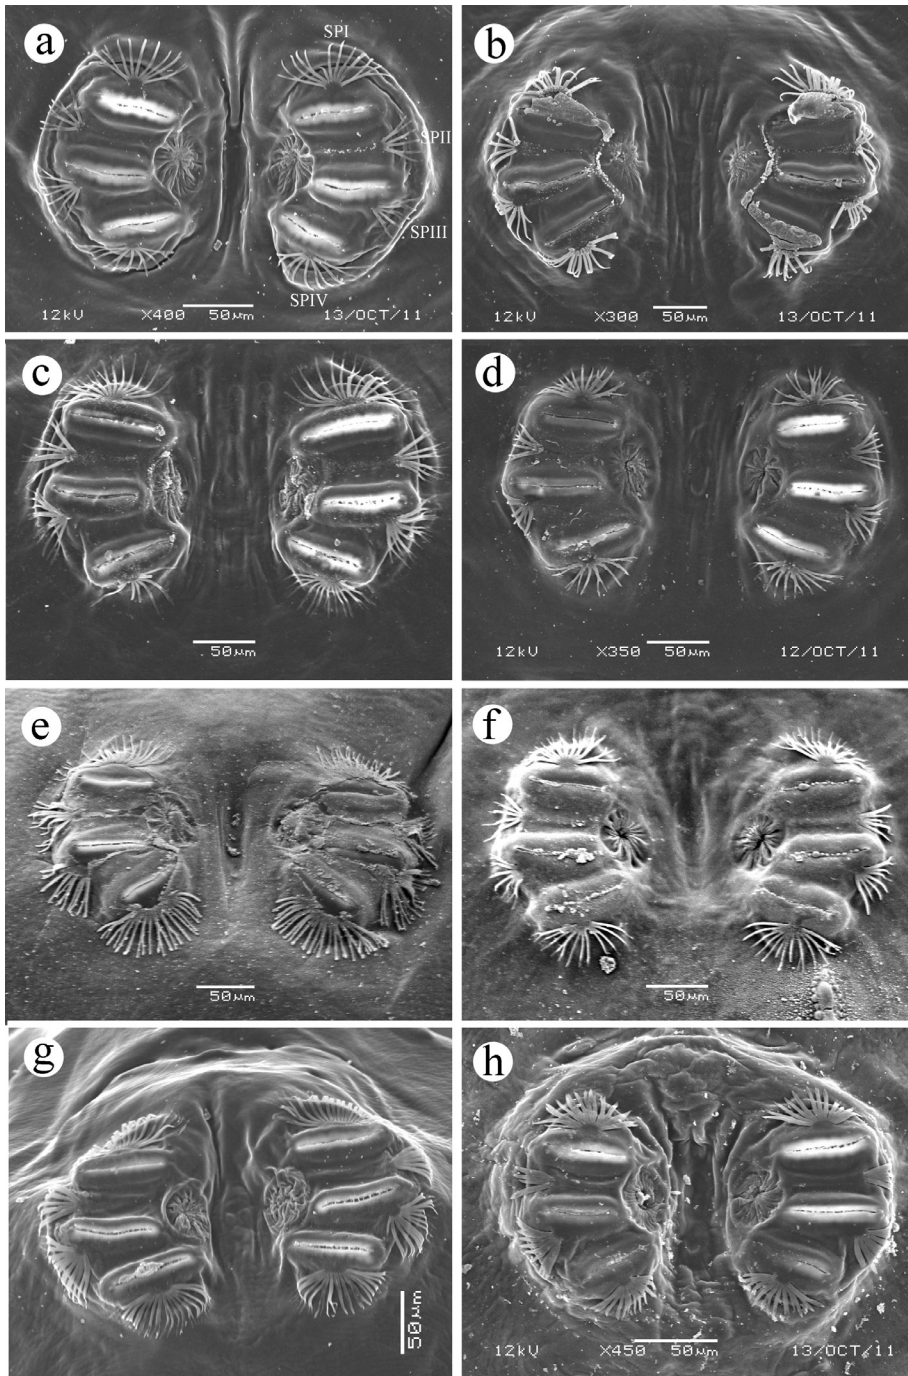 a
SPI
SPII
SPIII
SPIV
12kV X400 50µm 13/OCT/11
b
12kV X300 50µm 13/OCT/11
c
50µm
d
12kV X350 50µm 12/OCT/11
e
50µm
f
50µm
g
50µm
h
12kV X450 50µm 13/OCT/11